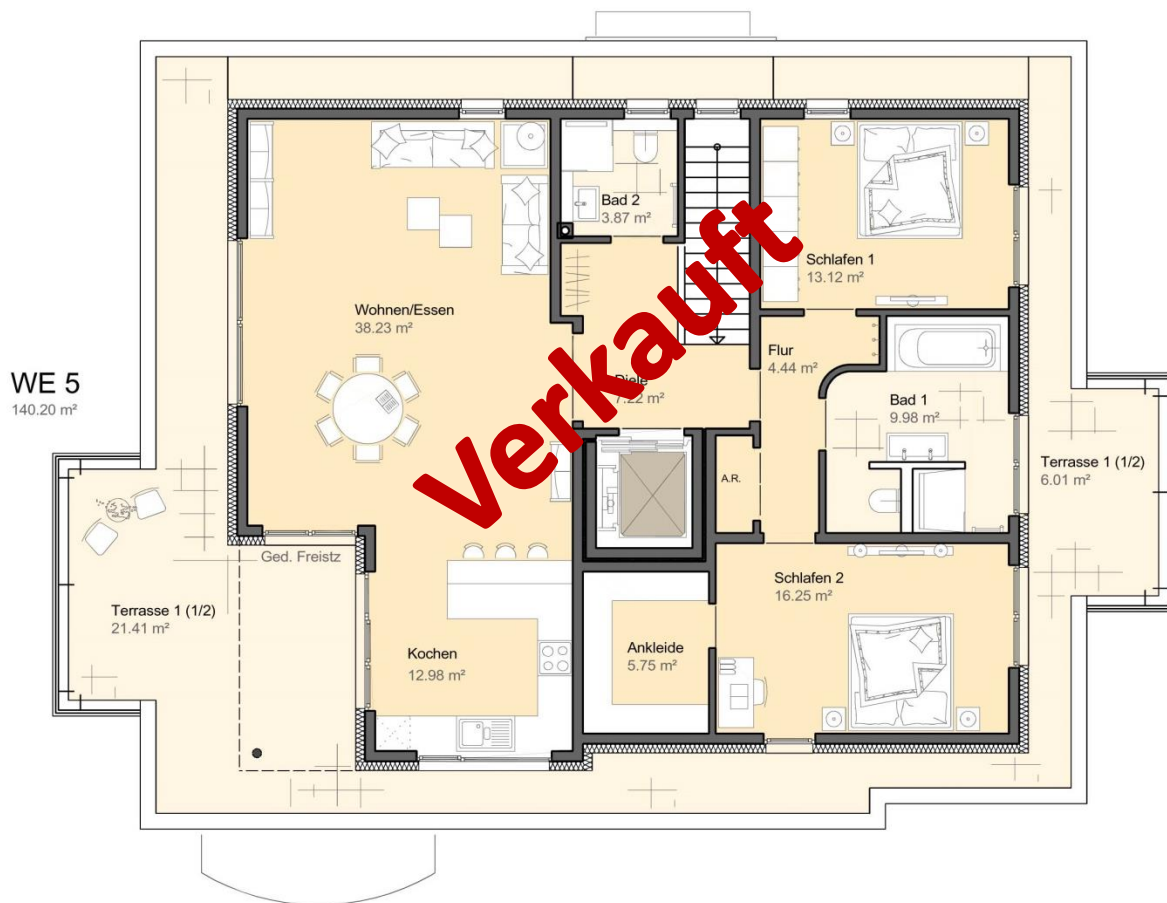 Bad 2
3.87 m²
Schlafen 1
13.12 m²
Wohnen/Essen
38.23 m²
Flur
4.44 m²
WE 5
140.20 m²
Diele
7.22 m²
Verkauft
Bad 1
9.98 m²
Terrasse 1 (1/2)
6.01 m²
A.R.
Ged. Freistz
Schlafen 2
16.25 m²
Terrasse 1 (1/2)
21.41 m²
Kochen
12.98 m²
Ankleide
5.75 m²